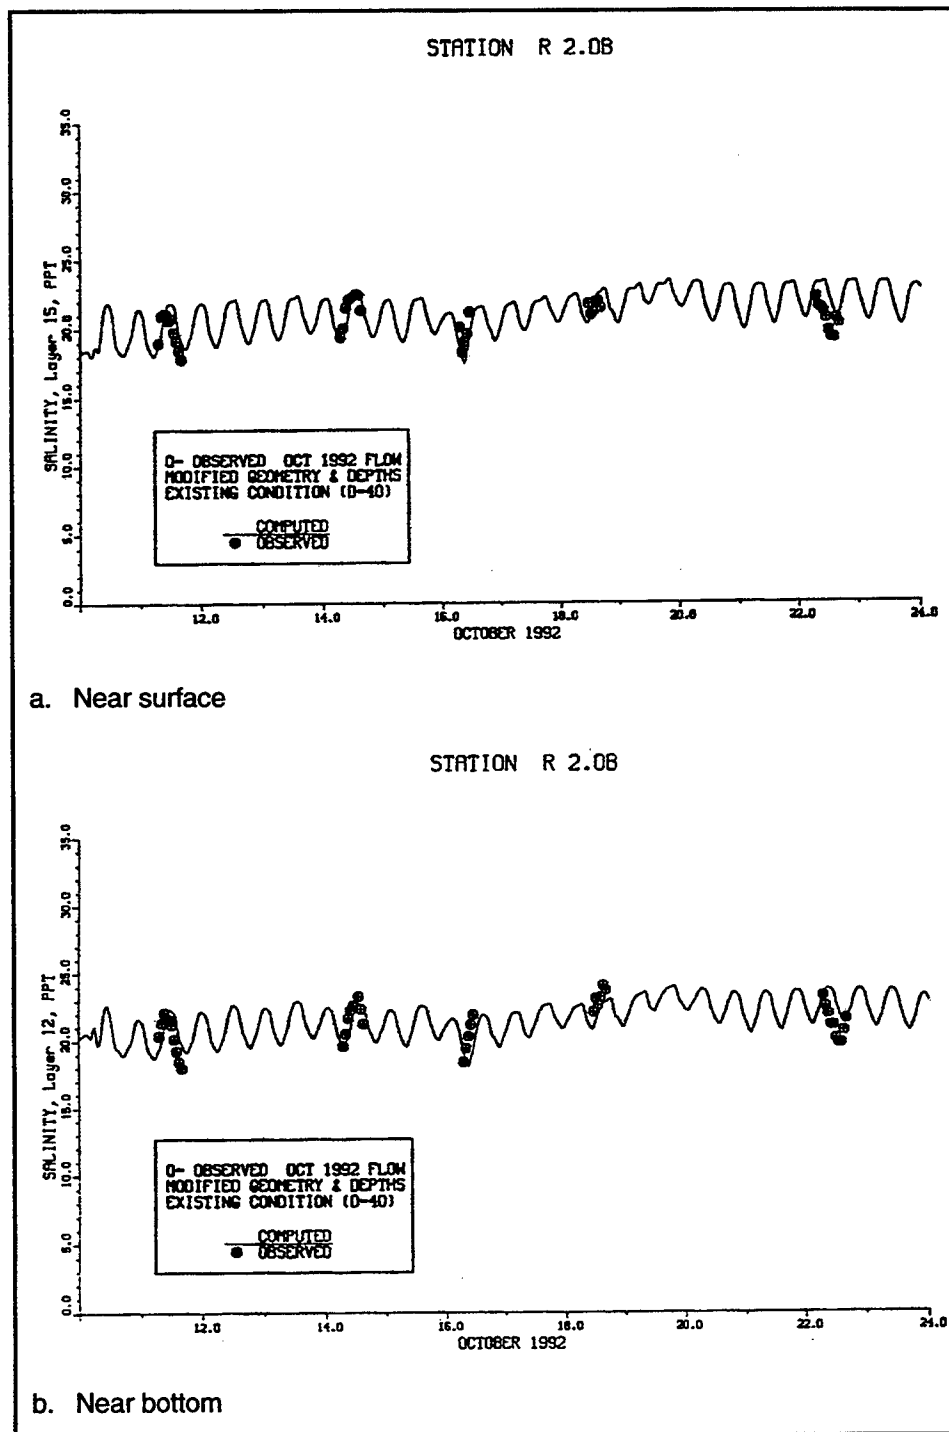 STATION R 2.0B
SALINITY, Layer 15, PPT
35.0
30.0
25.0
20.0
15.0
10.0
5.0
0.0
Q- OBSERVED OCT 1992 FLOW
MODIFIED GEOMETRY & DEPTHS
EXISTING CONDITION (D-40)
COMPUTED
OBSERVED
12.0 14.0 16.0 18.0 20.0 22.0 24.0
OCTOBER 1992
a. Near surface
STATION R 2.0B
SALINITY, Layer 12, PPT
35.0
30.0
25.0
20.0
15.0
10.0
5.0
0.0
Q- OBSERVED OCT 1992 FLOW
MODIFIED GEOMETRY & DEPTHS
EXISTING CONDITION (D-40)
COMPUTED
OBSERVED
12.0 14.0 16.0 18.0 20.0 22.0 24.0
OCTOBER 1992
b. Near bottom